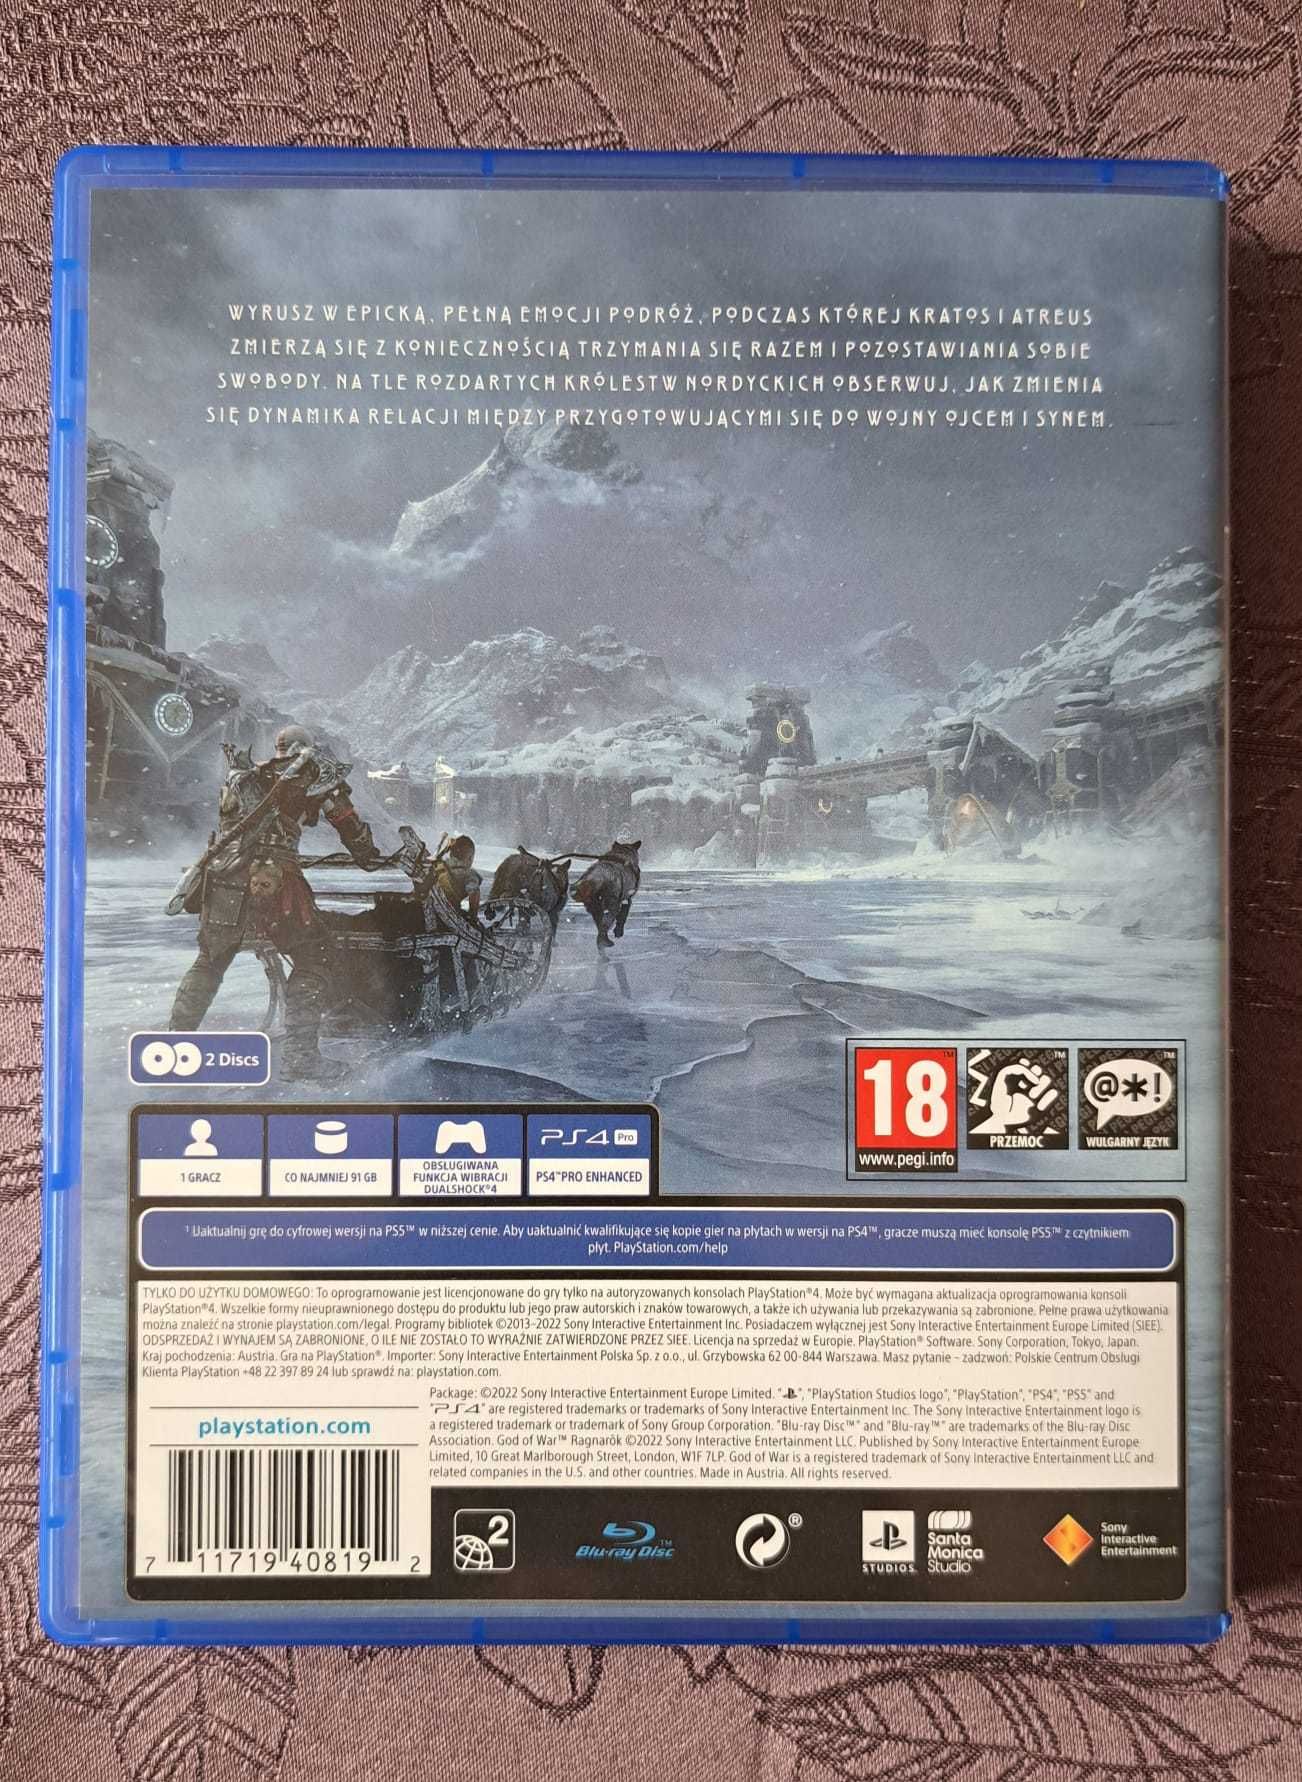 WYRUSZ W EPICKĄ, PEŁNĄ EMOCJI PODRÓŻ, PODCZAS KTÓREJ KRATOS I ATREUS
ZMIERZĄ SIĘ Z KONIECZNOŚCIĄ TRZYMANIA SIĘ RAZEM I POZOSTAWIANIA SOBIE
SWOBODY. NA TLE ROZDARTYCH KRÓLESTW NORDYCKICH OBSERWUJ, JAK ZMIENIA
SIĘ DYNAMIKA RELACJI MIĘDZY PRZYGOTOWUJĄCYMI SIĘ DO WOJNY OJCEM I SYNEM.
2 Discs
1 GRACZ
CO NAJMNIEJ 91 GB
OBSŁUGIWANA
FUNKCJA WIBRACJI
DUALSHOCK®4
PS4 Pro
PS4™PRO ENHANCED
18
www.pegi.info
PRZEMOC
@*!
WULGARNY JĘZYK
¹ Uaktualnij grę do cyfrowej wersji na PS5™ w niższej cenie. Aby uaktualnić kwalifikujące się kopie gier na płytach w wersji na PS4™, gracze muszą mieć konsolę PS5™ z czytnikiem
płyt. PlayStation.com/help
TYLKO DO UŻYTKU DOMOWEGO: To oprogramowanie jest licencjonowane do gry tylko na autoryzowanych konsolach PlayStation®4. Może być wymagana aktualizacja oprogramowania konsoli
PlayStation®4. Wszelkie formy nieuprawnionego dostępu do produktu lub jego praw autorskich i znaków towarowych, a także ich używania lub przekazywania są zabronione. Pełne prawa użytkowania
można znaleźć na stronie playstation.com/legal. Programy bibliotek ©2013-2022 Sony Interactive Entertainment Inc. Posiadaczem wyłącznej jest Sony Interactive Entertainment Europe Limited (SIEE).
ODSPRZEDAŻ I WYNAJEM SĄ ZABRONIONE, O ILE NIE ZOSTAŁO TO WYRAŹNIE ZATWIERDZONE PRZEZ SIEE. Licencja na sprzedaż w Europie. PlayStation® Software. Sony Corporation, Tokyo, Japan.
Kraj pochodzenia: Austria. Gra na PlayStation®. Importer: Sony Interactive Entertainment Polska Sp. z o.o., ul. Grzybowska 62 00-844 Warszawa. Masz pytanie – zadzwoń: Polskie Centrum Obsługi
Klienta PlayStation +48 22 397 89 24 lub sprawdź na: playstation.com.
Package: ©2022 Sony Interactive Entertainment Europe Limited. "", "PlayStation Studios logo", "PlayStation", "PS4", "PS5" and
"PS4" are registered trademarks or trademarks of Sony Interactive Entertainment Inc. The Sony Interactive Entertainment logo is
a registered trademark or trademark of Sony Group Corporation. "Blu-ray Disc™" and "Blu-ray™" are trademarks of the Blu-ray Disc
Association. God of War™ Ragnarök ©2022 Sony Interactive Entertainment LLC. Published by Sony Interactive Entertainment Europe
Limited, 10 Great Marlborough Street, London, W1F 7LP. God of War is a registered trademark of Sony Interactive Entertainment LLC and
related companies in the U.S. and other countries. Made in Austria. All rights reserved.
playstation.com
7 11719 40819 2
2
Blu-ray Disc™
®
STUDIOS
Santa
Monica
Studio
Sony
Interactive
Entertainment